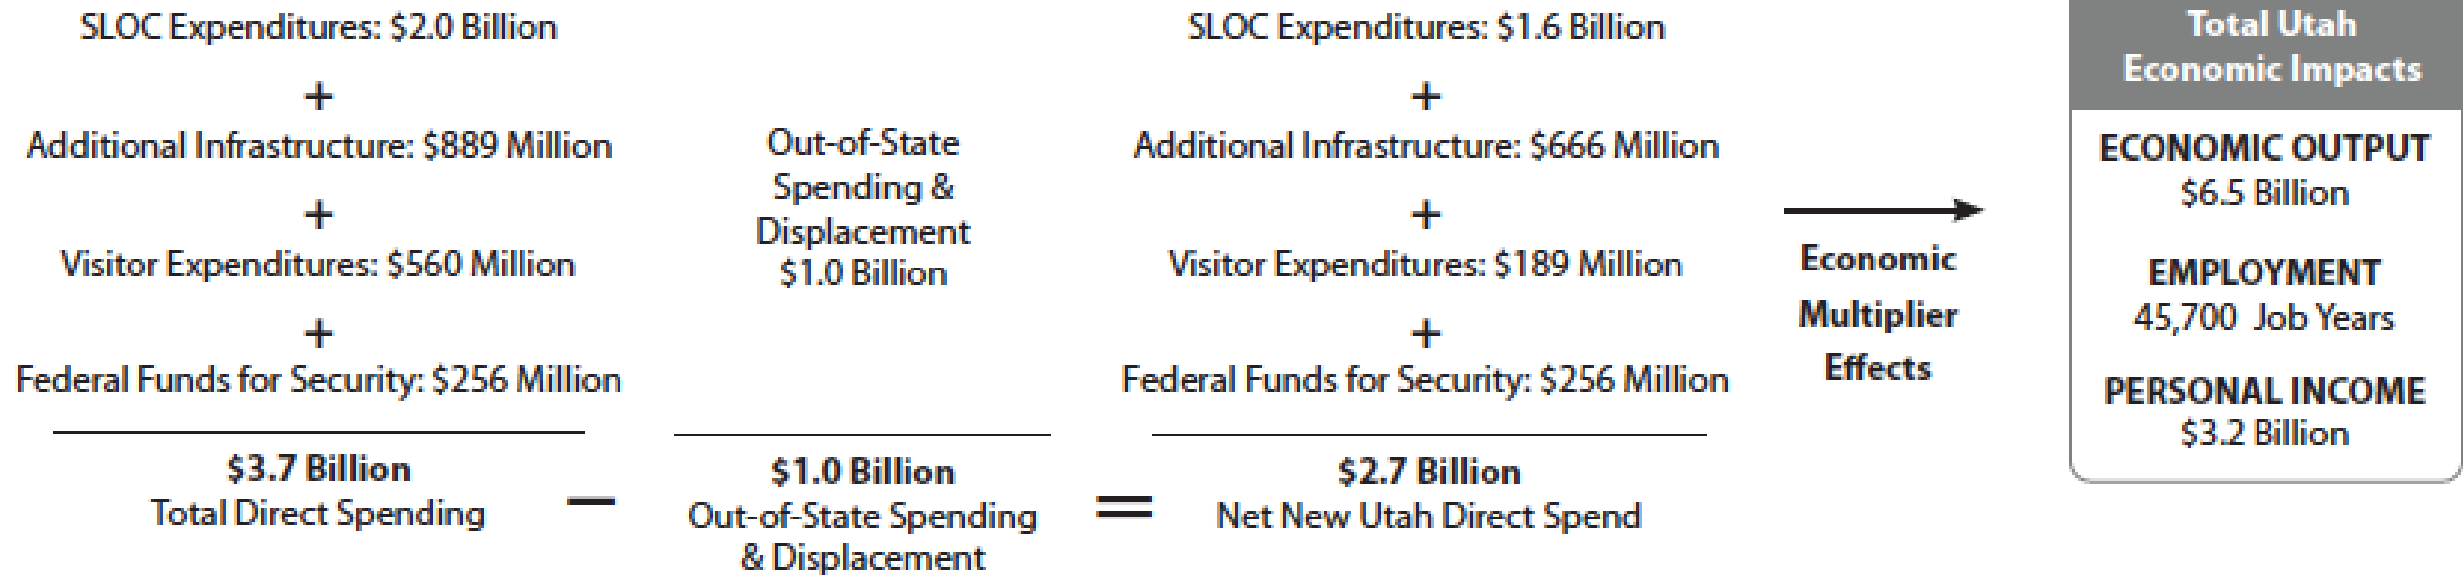 SLOC Expenditures: $2.0 Billion
+
Additional Infrastructure: $889 Million
+
Visitor Expenditures: $560 Million
+
Federal Funds for Security: $256 Million
$3.7 Billion
Total Direct Spending
−
Out-of-State
Spending &
Displacement
$1.0 Billion
$1.0 Billion
Out-of-State Spending
& Displacement
=
SLOC Expenditures: $1.6 Billion
+
Additional Infrastructure: $666 Million
+
Visitor Expenditures: $189 Million
+
Federal Funds for Security: $256 Million
$2.7 Billion
Net New Utah Direct Spend
Economic
Multiplier
Effects
Total Utah
Economic Impacts
ECONOMIC OUTPUT
$6.5 Billion
EMPLOYMENT
45,700 Job Years
PERSONAL INCOME
$3.2 Billion